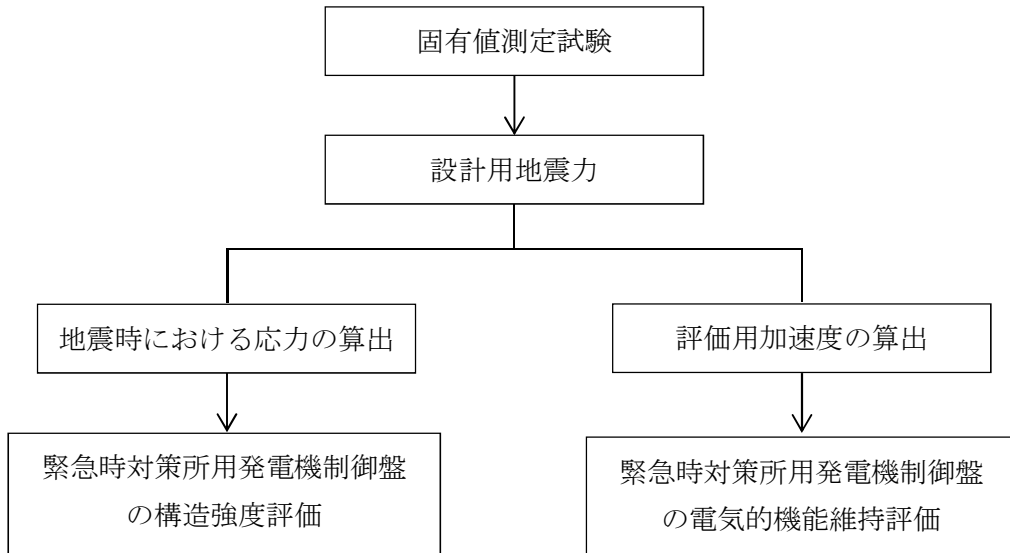 固有値測定試験
設計用地震力
地震時における応力の算出
評価用加速度の算出
緊急時対策所用発電機制御盤
の構造強度評価
緊急時対策所用発電機制御盤
の電気的機能維持評価